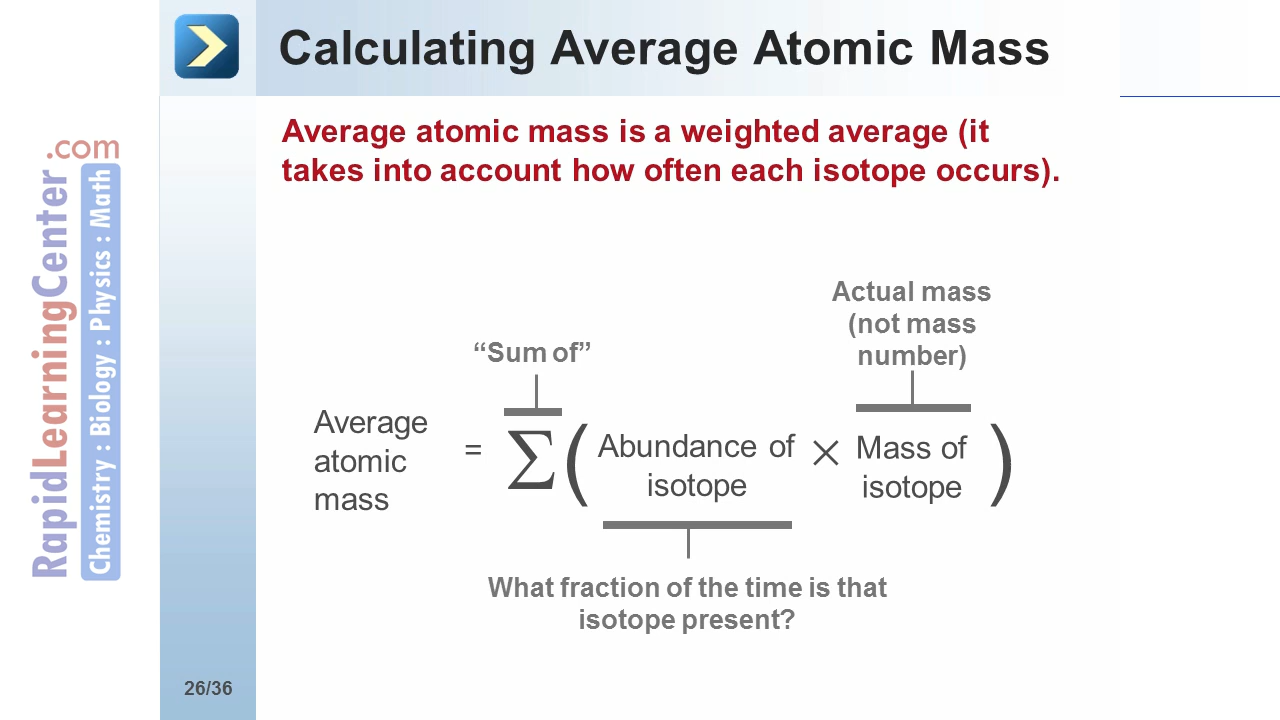 Calculating Average Atomic Mass
Average atomic mass is a weighted average (it
takes into account how often each isotope occurs).
Actual mass
(not mass
number)
“Sum of”
Average
atomic
mass
= Σ ( Abundance of
isotope
×
Mass of
isotope )
What fraction of the time is that
isotope present?
26/36
RapidLearningCenter.com
Chemistry : Biology : Physics : Math